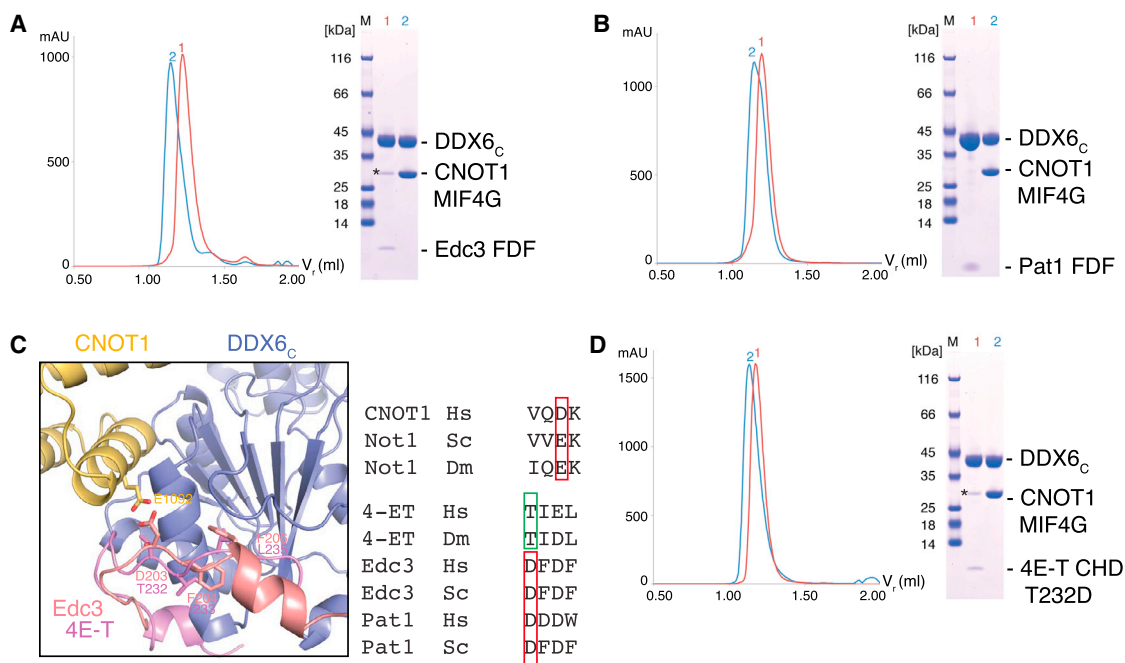 A
mAU
1000
500
0
0.50
1.00
1.50
2.00
Vr (ml)
2
1
[kDa]
M 1 2
116
66
45
35
25
18
14
*
- DDX6C
- CNOT1
MIF4G
- Edc3 FDF
B
mAU
1000
500
0
0.50
1.00
1.50
2.00
Vr (ml)
2
1
[kDa]
M 1 2
116
66
45
35
25
18
14
- DDX6C
- CNOT1
MIF4G
- Pat1 FDF
C
CNOT1
DDX6C
D203
T232
Edc3
4E-T
CNOT1 Hs VQDK
Not1 Sc VVEK
Not1 Dm IQEK
4-ET Hs TIEL
4-ET Dm TIDL
Edc3 Hs DFDF
Edc3 Sc DFDF
Pat1 Hs DDDW
Pat1 Sc DFDF
D
mAU
1500
1000
500
0
0.50
1.00
1.50
2.00
Vr (ml)
2
1
[kDa]
M 1 2
116
66
45
35
25
18
14
*
- DDX6C
- CNOT1
MIF4G
- 4E-T CHD
T232D